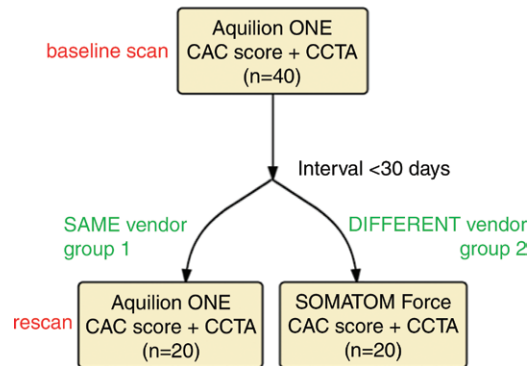 Aquilion ONE
baseline scan
CAC score + CCTA
(n=40)
Interval <30 days
SAME vendor
group 1
DIFFERENT vendor
group 2
rescan
Aquilion ONE
CAC score + CCTA
(n=20)
SOMATOM Force
CAC score + CCTA
(n=20)